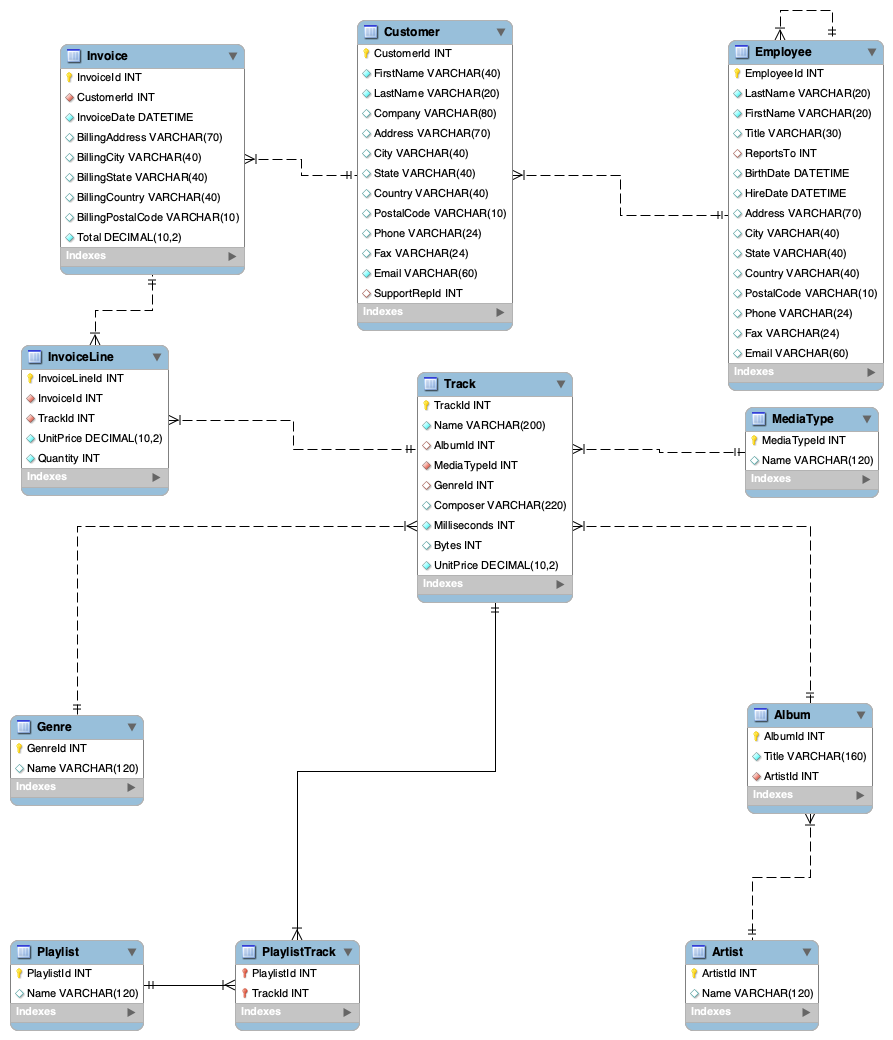 Invoice
InvoiceId INT
CustomerId INT
InvoiceDate DATETIME
BillingAddress VARCHAR(70)
BillingCity VARCHAR(40)
BillingState VARCHAR(40)
BillingCountry VARCHAR(40)
BillingPostalCode VARCHAR(10)
Total DECIMAL(10,2)
Indexes
Customer
CustomerId INT
FirstName VARCHAR(40)
LastName VARCHAR(20)
Company VARCHAR(80)
Address VARCHAR(70)
City VARCHAR(40)
State VARCHAR(40)
Country VARCHAR(40)
PostalCode VARCHAR(10)
Phone VARCHAR(24)
Fax VARCHAR(24)
Email VARCHAR(60)
SupportRepId INT
Indexes
Employee
EmployeeId INT
LastName VARCHAR(20)
FirstName VARCHAR(20)
Title VARCHAR(30)
ReportsTo INT
BirthDate DATETIME
HireDate DATETIME
Address VARCHAR(70)
City VARCHAR(40)
State VARCHAR(40)
Country VARCHAR(40)
PostalCode VARCHAR(10)
Phone VARCHAR(24)
Fax VARCHAR(24)
Email VARCHAR(60)
Indexes
InvoiceLine
InvoiceLineId INT
InvoiceId INT
TrackId INT
UnitPrice DECIMAL(10,2)
Quantity INT
Indexes
Track
TrackId INT
Name VARCHAR(200)
AlbumId INT
MediaTypeId INT
GenreId INT
Composer VARCHAR(220)
Milliseconds INT
Bytes INT
UnitPrice DECIMAL(10,2)
Indexes
MediaType
MediaTypeId INT
Name VARCHAR(120)
Indexes
Genre
GenreId INT
Name VARCHAR(120)
Indexes
Album
AlbumId INT
Title VARCHAR(160)
ArtistId INT
Indexes
Playlist
PlaylistId INT
Name VARCHAR(120)
Indexes
PlaylistTrack
PlaylistId INT
TrackId INT
Indexes
Artist
ArtistId INT
Name VARCHAR(120)
Indexes